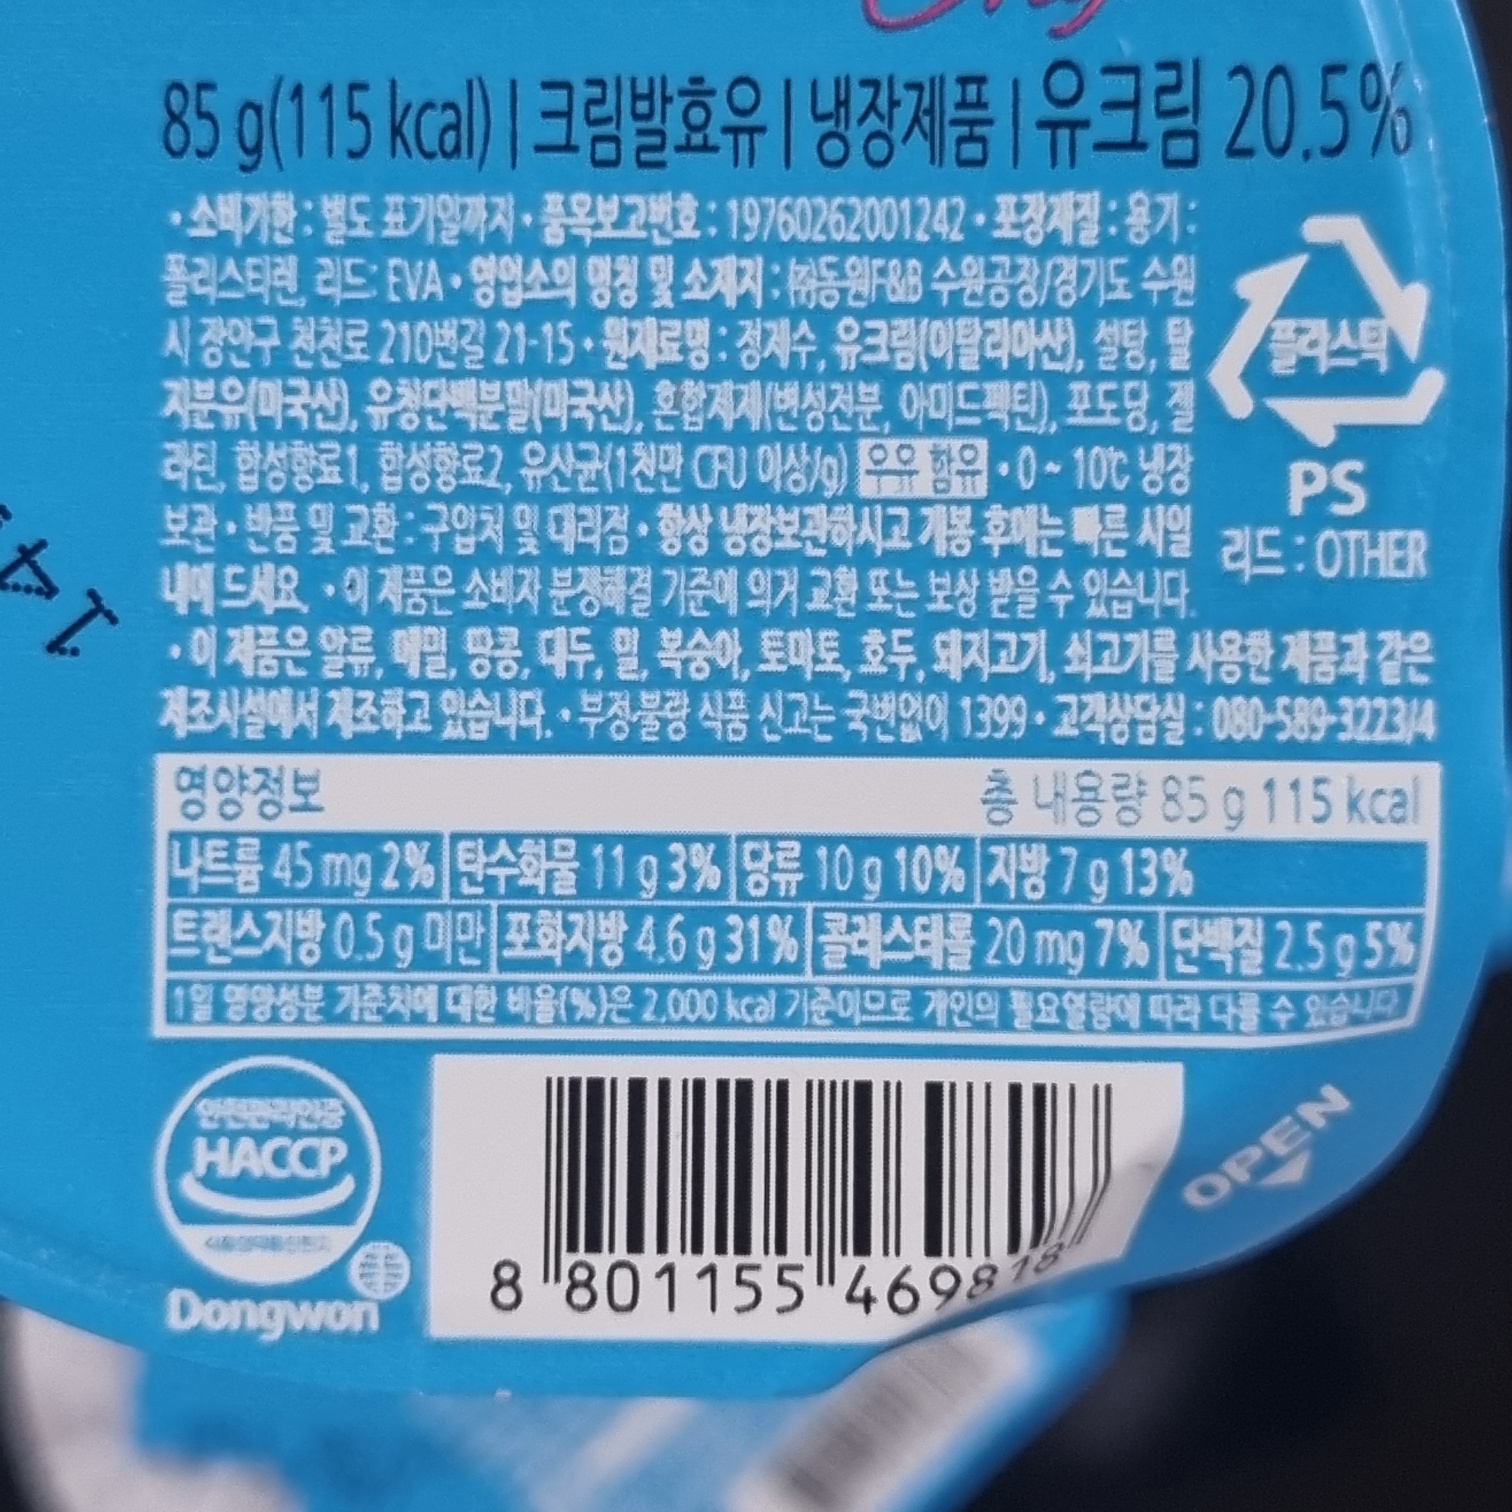 85 g(115 kcal) | 크림발효유 | 냉장제품 | 유크림 20.5%
• 소비기한 : 별도 표기일까지 • 품목보고번호 : 19760262001242 • 포장재질 : 용기 :
폴리스티렌, 리드: EVA • 영업소의 명칭 및 소재지 : ㈜동원F&B 수원공장/경기도 수원
시 장안구 천천로 210번길 21-15 • 원재료명 : 정제수, 유크림(이탈리아산), 설탕, 탈
지분유(미국산), 유청단백분말(미국산), 혼합제제(변성전분, 아미드펙틴), 포도당, 젤
라틴, 합성향료1, 합성향료2, 유산균(1천만 CFU 이상/g) 우유 함유 • 0 ~ 10℃ 냉장
보관 • 반품 및 교환 : 구입처 및 대리점 • 항상 냉장보관하시고 개봉 후에는 빠른 시일
내에 드세요. • 이 제품은 소비자 분쟁해결 기준에 의거 교환 또는 보상 받을 수 있습니다.
• 이 제품은 알류, 메밀, 땅콩, 대두, 밀, 복숭아, 토마토, 호두, 돼지고기, 쇠고기를 사용한 제품과 같은
제조시설에서 제조하고 있습니다. • 부정·불량 식품 신고는 국번없이 1399 • 고객상담실 : 080-589-3223/4
플라스틱
PS
리드 : OTHER
영양정보 총 내용량 85 g 115 kcal
나트륨 45 mg 2% 탄수화물 11 g 3% 당류 10 g 10% 지방 7 g 13%
트랜스지방 0.5 g 미만 포화지방 4.6 g 31% 콜레스테롤 20 mg 7% 단백질 2.5 g 5%
1일 영양성분 기준치에 대한 비율(%)은 2,000 kcal 기준이므로 개인의 필요열량에 따라 다를 수 있습니다.
안전관리인증
HACCP
Dongwon
8 801155 469818
OPEN